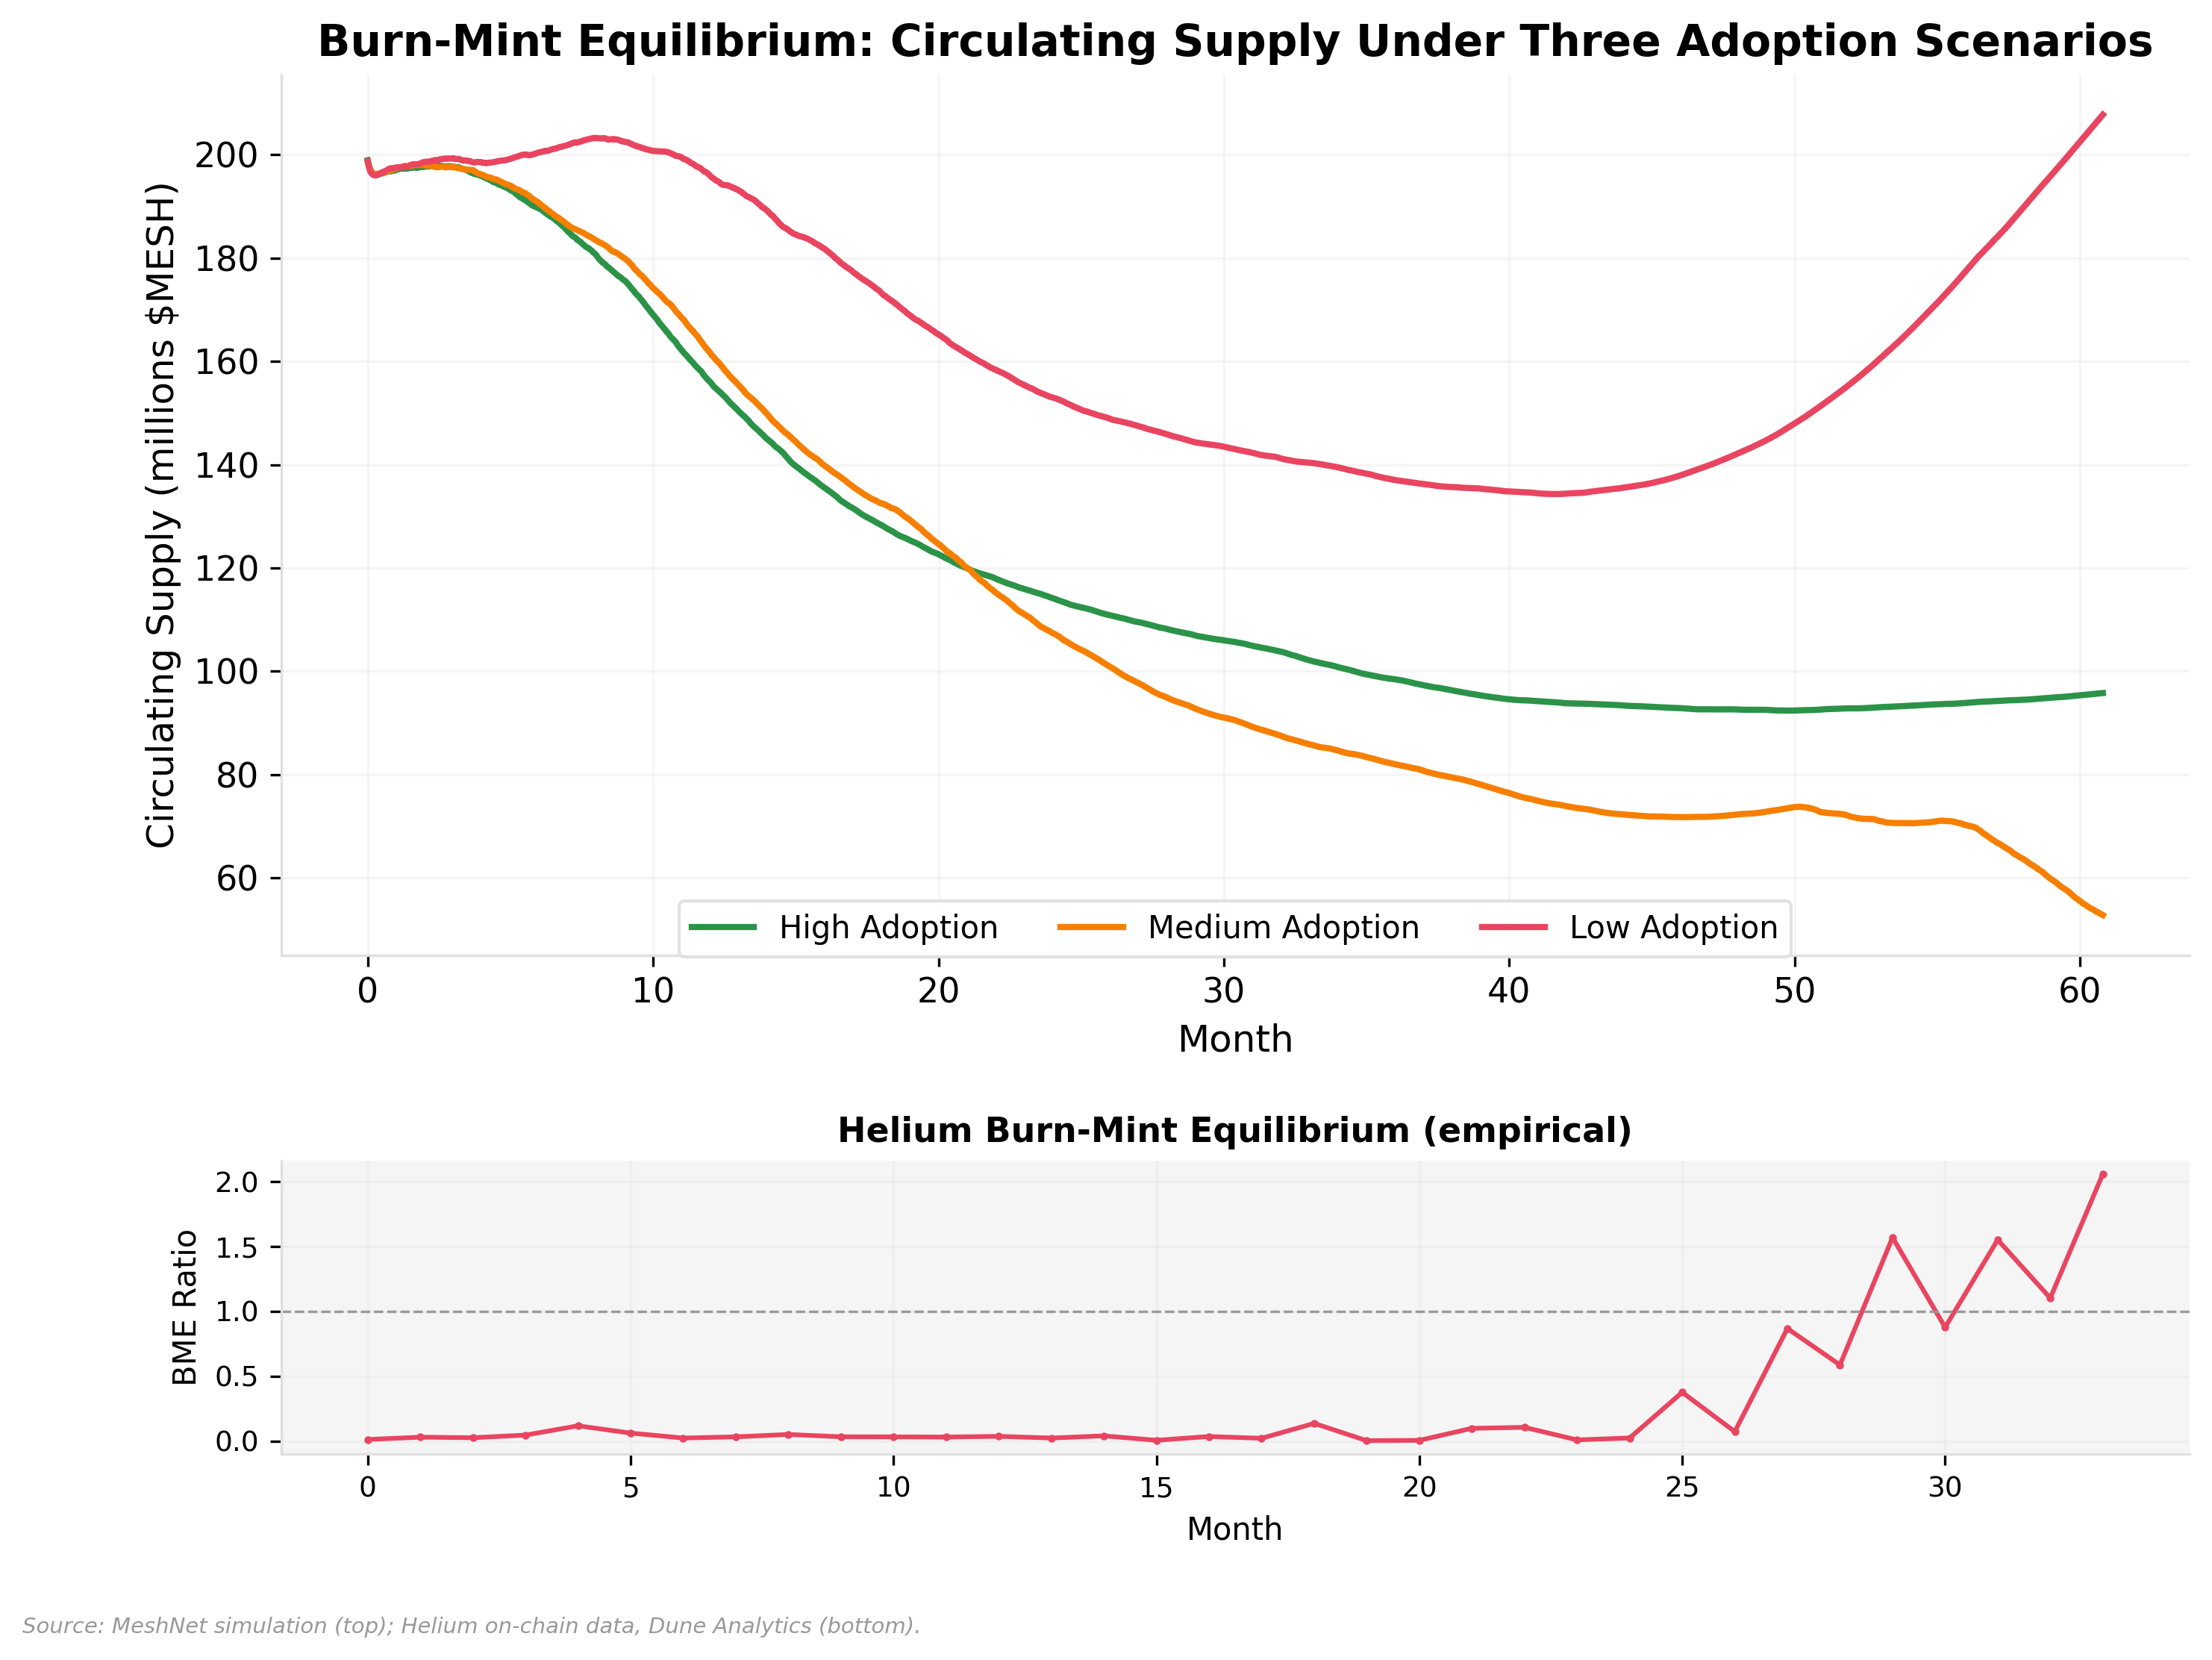 Burn-Mint Equilibrium: Circulating Supply Under Three Adoption Scenarios
Circulating Supply (millions $MESH)
200
180
160
140
120
100
80
60
High Adoption
Medium Adoption
Low Adoption
0 10 20 30 40 50 60
Month
Helium Burn-Mint Equilibrium (empirical)
BME Ratio
2.0
1.5
1.0
0.5
0.0
0 5 10 15 20 25 30
Month
Source: MeshNet simulation (top); Helium on-chain data, Dune Analytics (bottom).